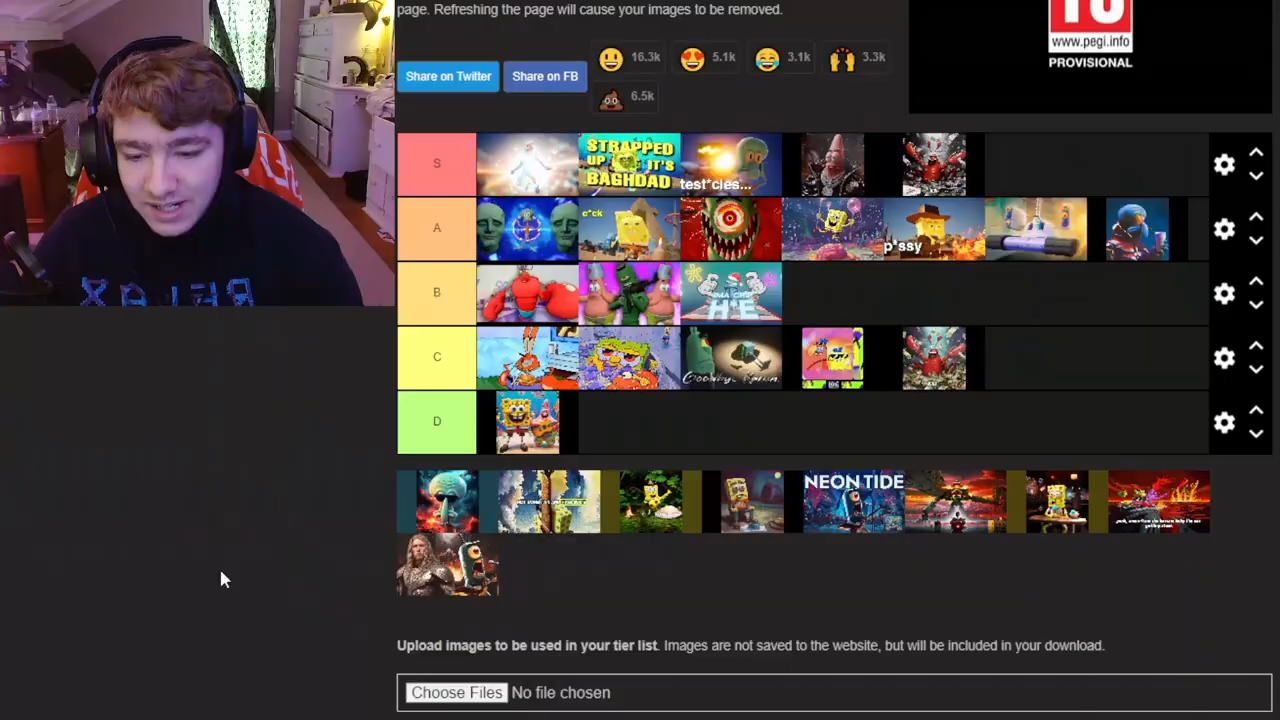 page. Refreshing the page will cause your images to be removed.
www.pegi.info
PROVISIONAL
16.3k
5.1k
3.1k
3.3k
Share on Twitter
Share on FB
6.5k
S
STRAPPED
UP
IT'S
BAGHDAD
test*cles...
A
c*ck
p*ssy
B
C
D
NEON TIDE
Upload images to be used in your tier list. Images are not saved to the website, but will be included in your download.
Choose Files No file chosen